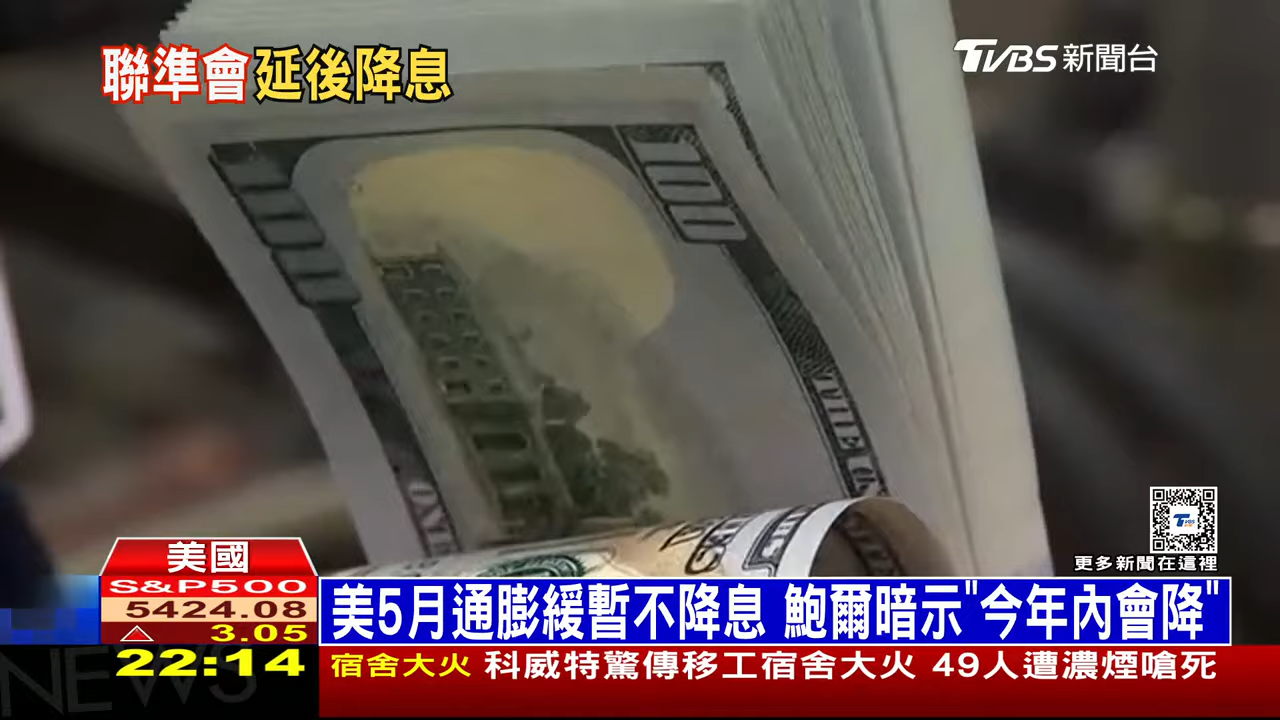 聯準會延後降息
TVBS新聞台
100
100
更多新聞在這裡
美國
S&P500
5424.08
3.05
美5月通膨緩暫不降息 鮑爾暗示"今年內會降"
22:14
宿舍大火 科威特驚傳移工宿舍大火 49人遭濃煙嗆死
NEWS